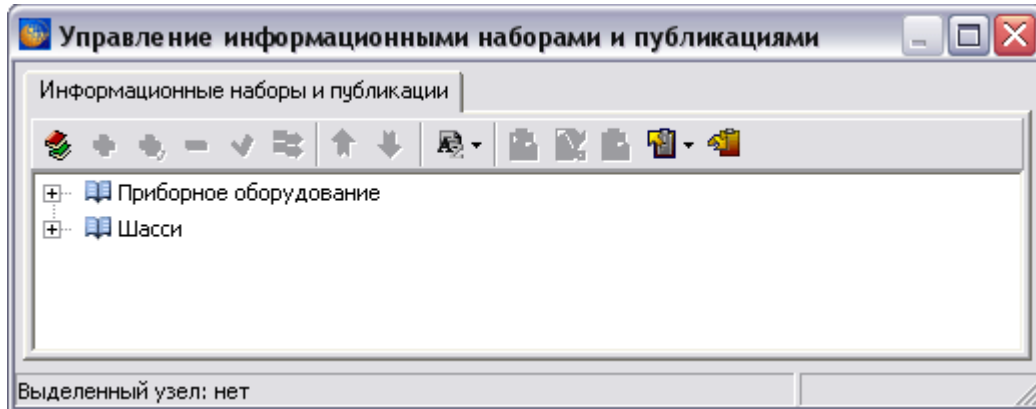 Управление информационными наборами и публикациями
Информационные наборы и публикации
Приборное оборудование
Шасси
Выделенный узел: нет